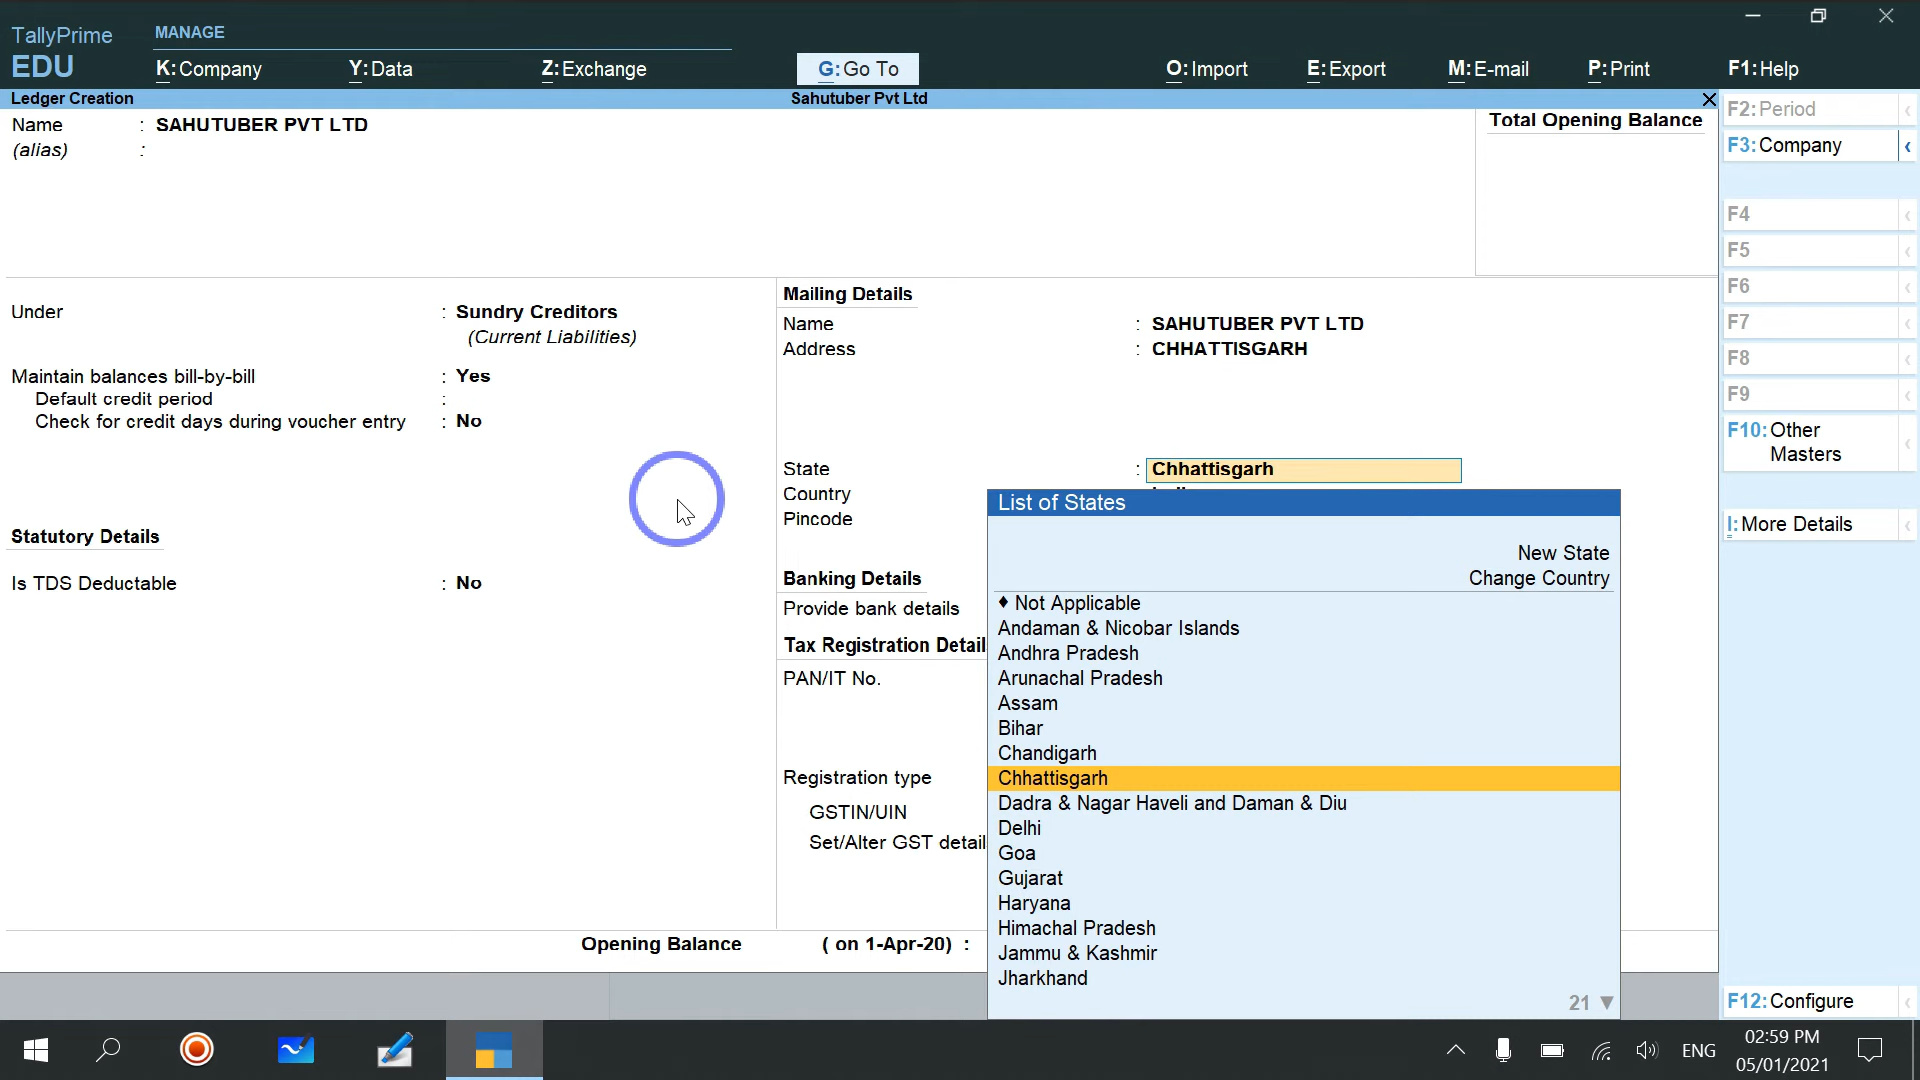 TallyPrime
EDU
MANAGE
K:Company
Y:Data
Z:Exchange
G:Go To
O:Import
E:Export
M:E-mail
P:Print
F1:Help
Ledger Creation
Sahutuber Pvt Ltd
Name : SAHUTUBER PVT LTD
(alias) :
Total Opening Balance
Under : Sundry Creditors
(Current Liabilities)
Maintain balances bill-by-bill : Yes
Default credit period :
Check for credit days during voucher entry : No
Statutory Details
Is TDS Deductable : No
Mailing Details
Name : SAHUTUBER PVT LTD
Address : CHHATTISGARH
State : Chhattisgarh
Country
Pincode
Banking Details
Provide bank details
Tax Registration Detail
PAN/IT No.
Registration type
GSTIN/UIN
Set/Alter GST detail
List of States
New State
Change Country
♦ Not Applicable
Andaman & Nicobar Islands
Andhra Pradesh
Arunachal Pradesh
Assam
Bihar
Chandigarh
Chhattisgarh
Dadra & Nagar Haveli and Daman & Diu
Delhi
Goa
Gujarat
Haryana
Himachal Pradesh
Jammu & Kashmir
Jharkhand
21 ▼
Opening Balance ( on 1-Apr-20) :
F2:Period
F3:Company
F4
F5
F6
F7
F8
F9
F10:Other
Masters
I:More Details
F12:Configure
ENG
02:59 PM
05/01/2021